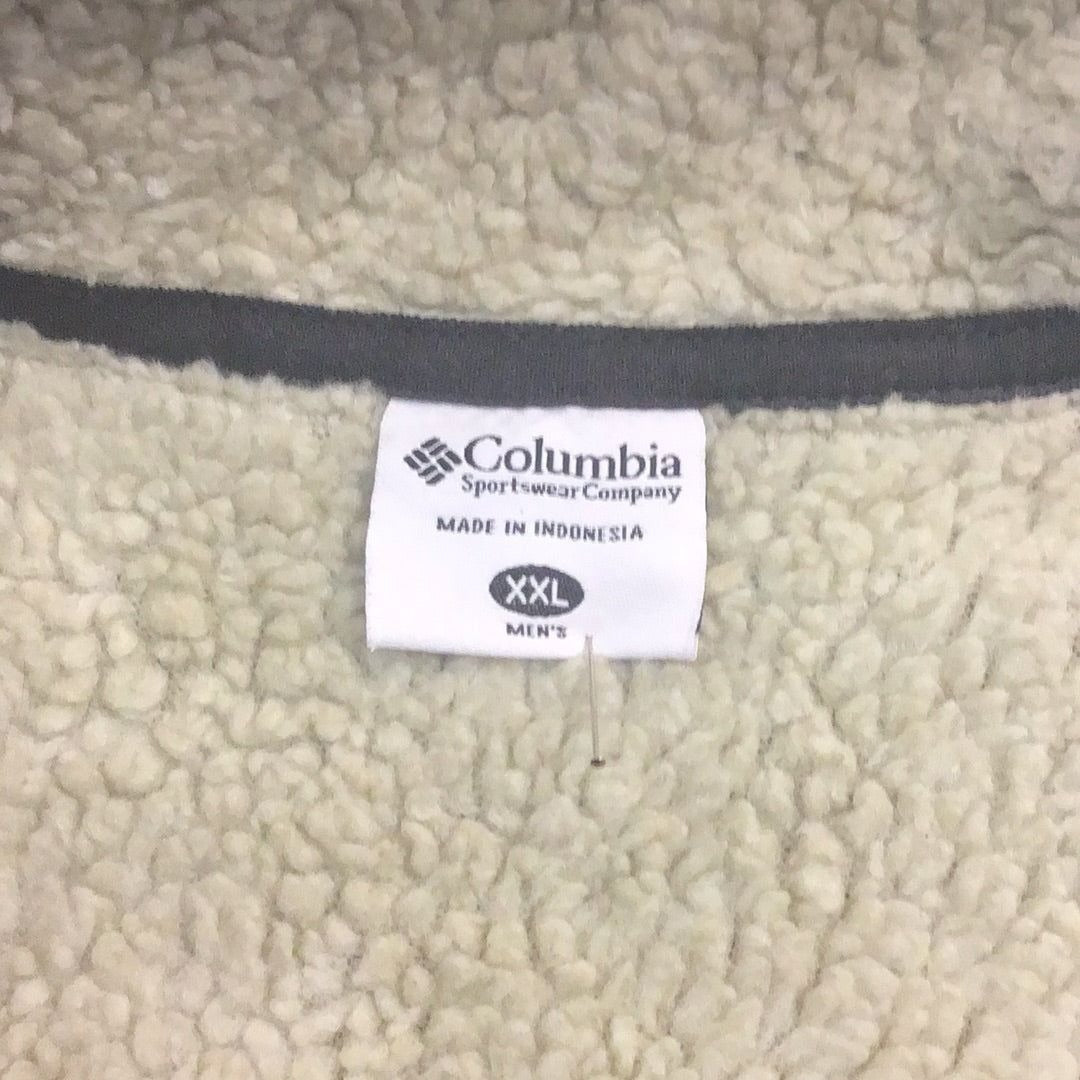 Columbia
Sportswear Company
MADE IN INDONESIA
XXL
MEN'S